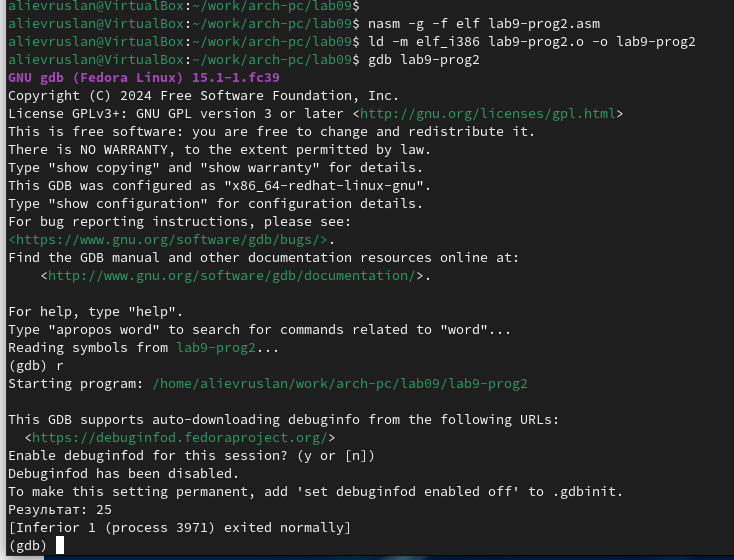 alievruslan@VirtualBox:~/work/arch-pc/lab09$
alievruslan@VirtualBox:~/work/arch-pc/lab09$ nasm -g -f elf lab9-prog2.asm
alievruslan@VirtualBox:~/work/arch-pc/lab09$ ld -m elf_i386 lab9-prog2.o -o lab9-prog2
alievruslan@VirtualBox:~/work/arch-pc/lab09$ gdb lab9-prog2
GNU gdb (Fedora Linux) 15.1-1.fc39
Copyright (C) 2024 Free Software Foundation, Inc.
License GPLv3+: GNU GPL version 3 or later <http://gnu.org/licenses/gpl.html>
This is free software: you are free to change and redistribute it.
There is NO WARRANTY, to the extent permitted by law.
Type "show copying" and "show warranty" for details.
This GDB was configured as "x86_64-redhat-linux-gnu".
Type "show configuration" for configuration details.
For bug reporting instructions, please see:
<https://www.gnu.org/software/gdb/bugs/>.
Find the GDB manual and other documentation resources online at:
    <http://www.gnu.org/software/gdb/documentation/>.

For help, type "help".
Type "apropos word" to search for commands related to "word"...
Reading symbols from lab9-prog2...
(gdb) r
Starting program: /home/alievruslan/work/arch-pc/lab09/lab9-prog2

This GDB supports auto-downloading debuginfo from the following URLs:
  <https://debuginfod.fedoraproject.org/>
Enable debuginfod for this session? (y or [n])
Debuginfod has been disabled.
To make this setting permanent, add 'set debuginfod enabled off' to .gdbinit.
Результат: 25
[Inferior 1 (process 3971) exited normally]
(gdb)